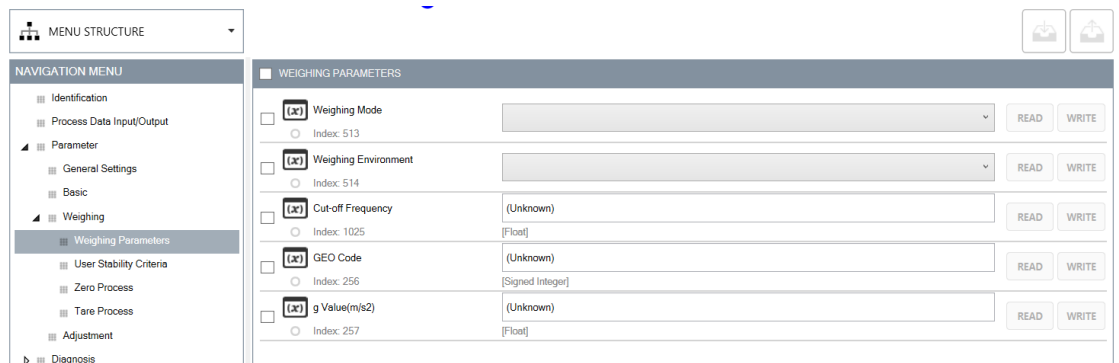 MENU STRUCTURE
NAVIGATION MENU
Identification
Process Data Input/Output
Parameter
General Settings
Basic
Weighing
Weighing Parameters
User Stability Criteria
Zero Process
Tare Process
Adjustment
Diagnosis
WEIGHING PARAMETERS
(x) Weighing Mode
Index: 513
READ WRITE
(x) Weighing Environment
Index: 514
READ WRITE
(x) Cut-off Frequency (Unknown)
Index: 1025 [Float]
READ WRITE
(x) GEO Code (Unknown)
Index: 256 [Signed Integer]
READ WRITE
(x) g Value(m/s2) (Unknown)
Index: 257 [Float]
READ WRITE